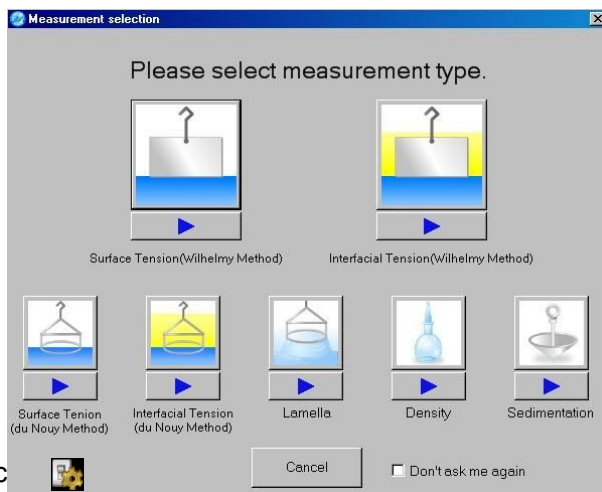 Measurement selection
Please select measurement type.
Surface Tension(Wilhelmy Method)
Interfacial Tension(Wilhelmy Method)
Surface Tenion
(du Nouy Method)
Interfacial Tension
(du Nouy Method)
Lamella
Density
Sedimentation
c
Cancel
Don't ask me again